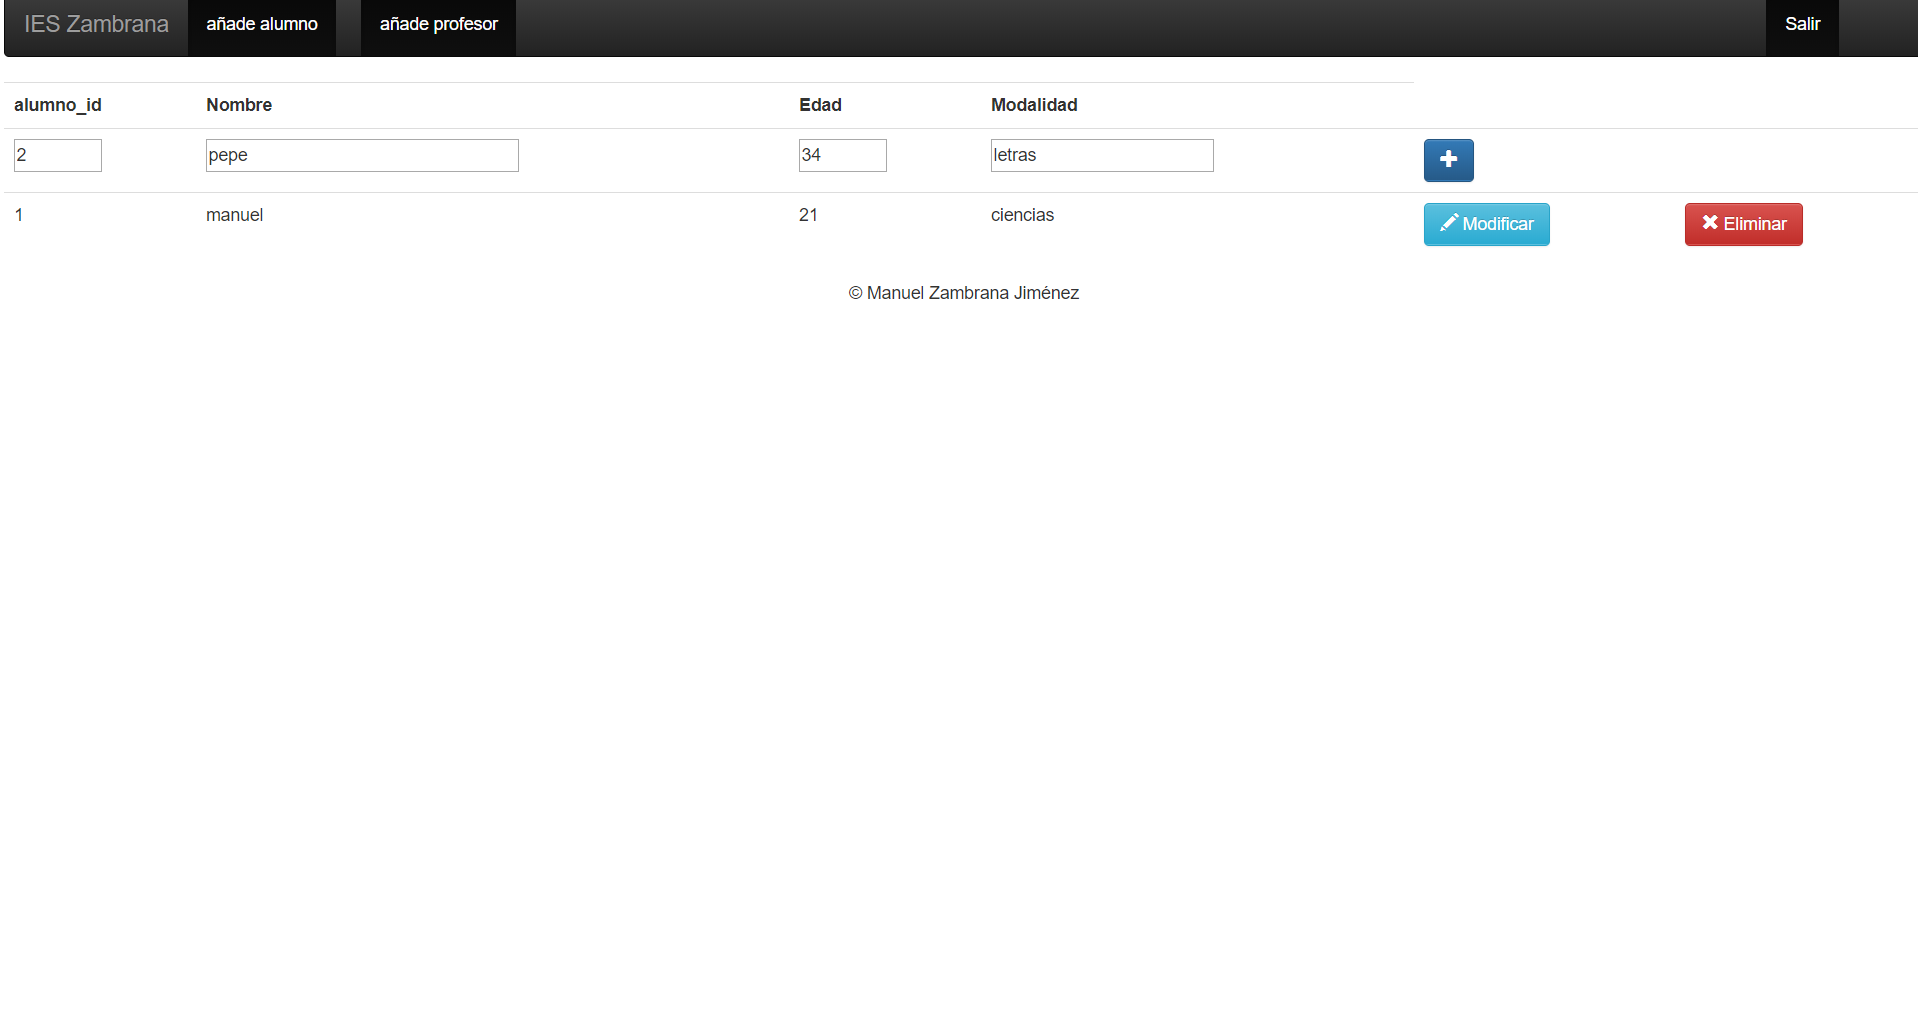 IES Zambrana añade alumno añade profesor Salir
alumno_id Nombre Edad Modalidad
2 pepe 34 letras
1 manuel 21 ciencias Modificar Eliminar
© Manuel Zambrana Jiménez